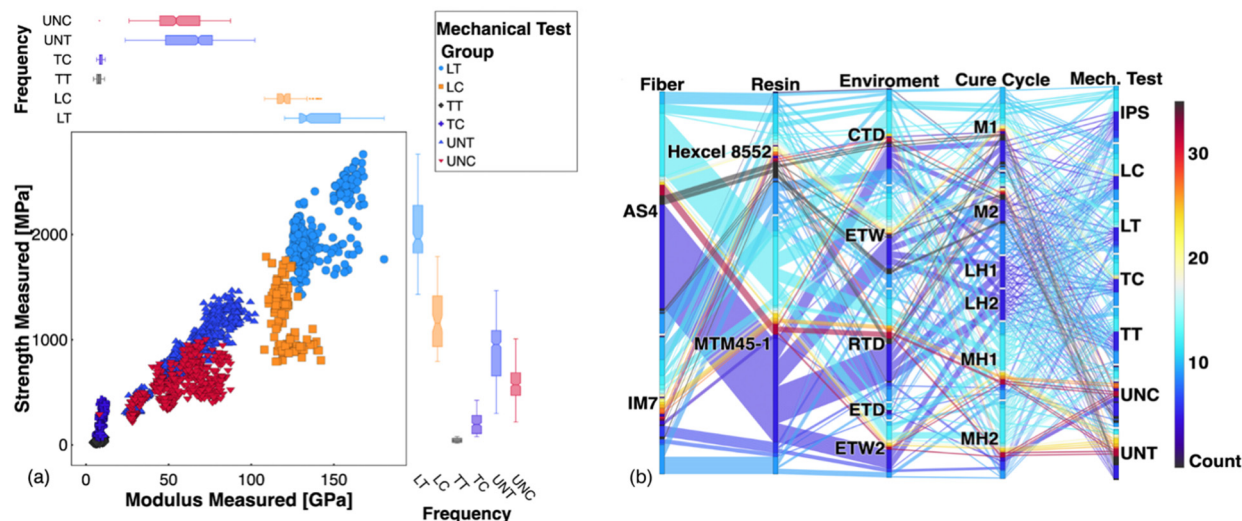 (a)
Frequency
UNC
UNT
TC
TT
LC
LT
Mechanical Test
Group
LT
LC
TT
TC
UNT
UNC
Strength Measured [MPa]
2000
1000
0
0
50
100
150
Modulus Measured [GPa]
LT
LC
TT
TC
UNT
UNC
Frequency
(b)
Fiber
Resin
Enviroment
Cure Cycle
Mech. Test
AS4
IM7
Hexcel 8552
MTM45-1
CTD
ETW
RTD
ETD
ETW2
M1
M2
LH1
LH2
MH1
MH2
IPS
LC
LT
TC
TT
UNC
UNT
30
20
10
Count